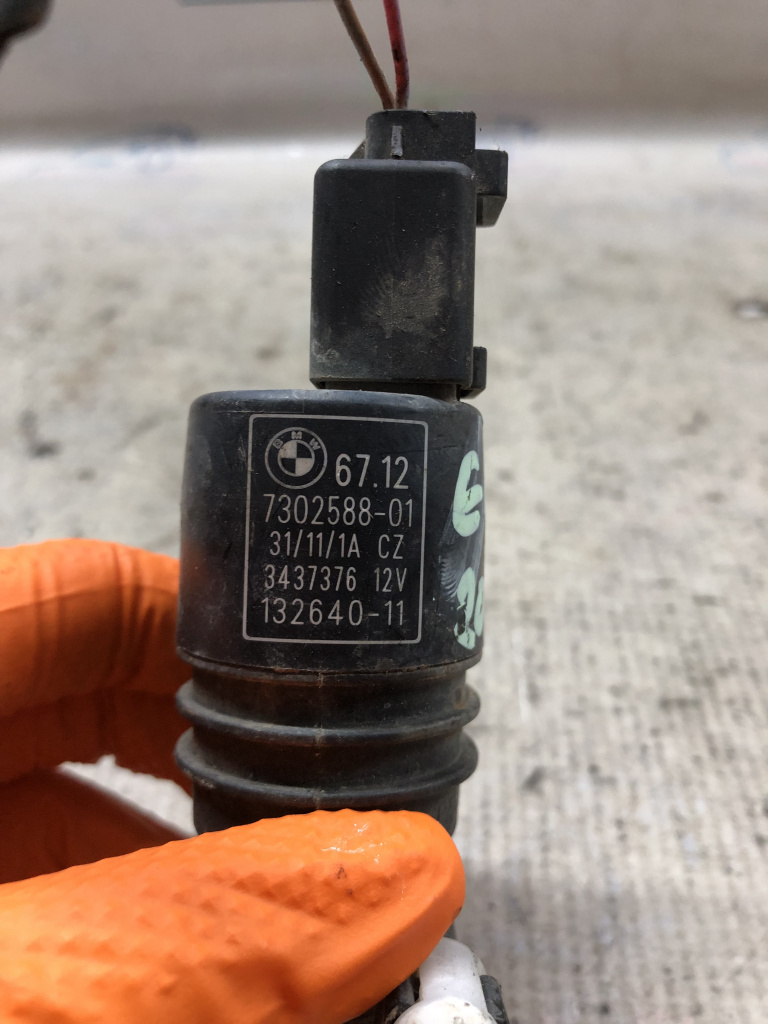 BMW 67.12
7302588-01
31/11/1A CZ
3437376 12V
132640-11
E